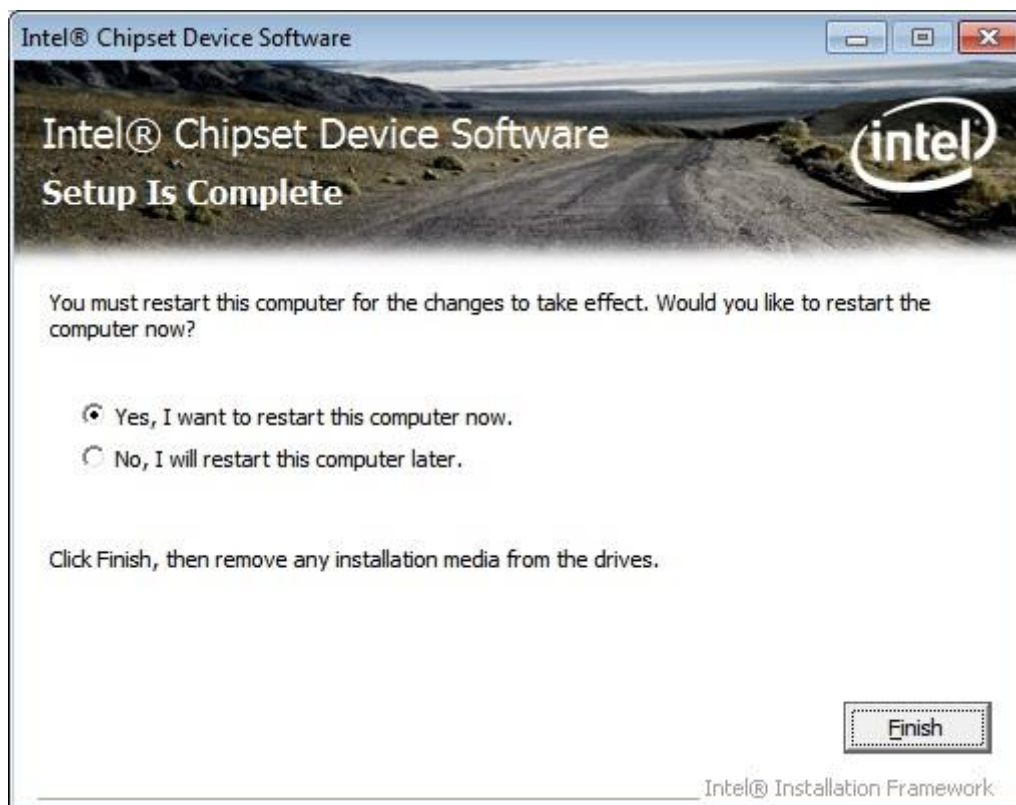 Intel® Chipset Device Software
Intel® Chipset Device Software
intel
Setup Is Complete
You must restart this computer for the changes to take effect. Would you like to restart the
computer now?
Yes, I want to restart this computer now.
No, I will restart this computer later.
Click Finish, then remove any installation media from the drives.
Finish
Intel® Installation Framework